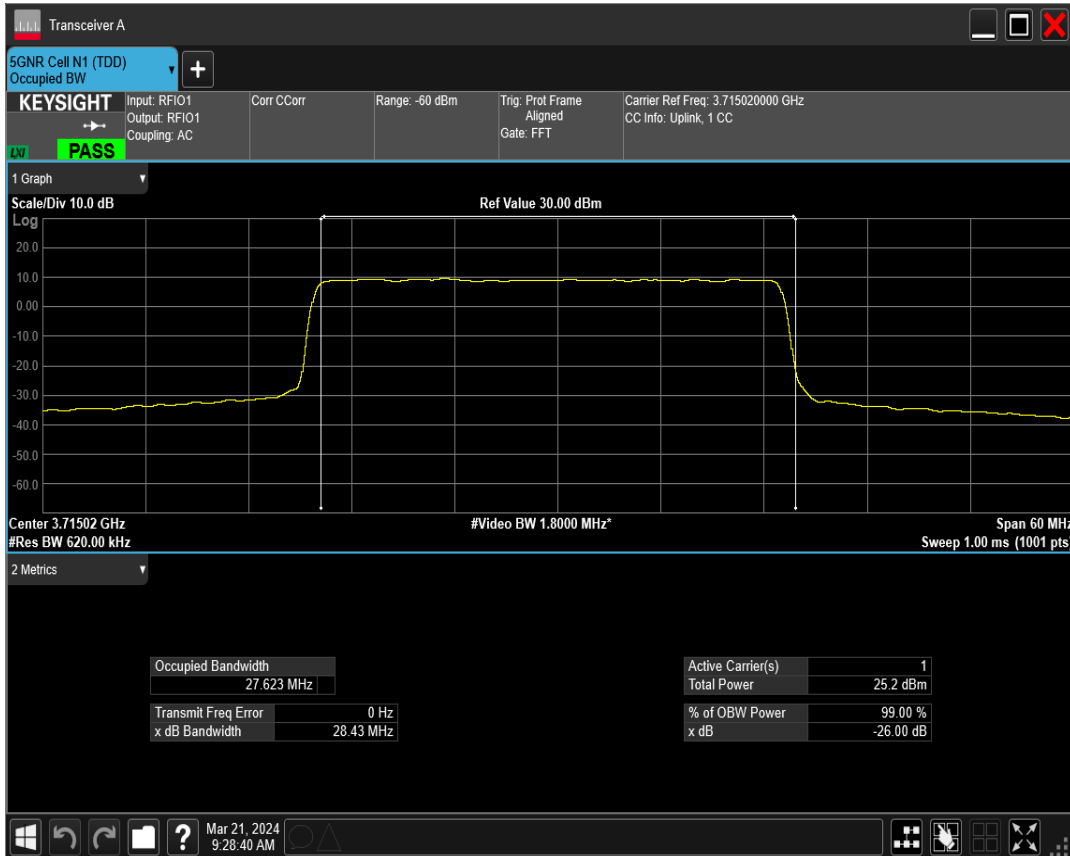 Transceiver A
5GNR Cell N1 (TDD)
Occupied BW
+
KEYSIGHT
LXI
PASS
Input: RFIO1
Output: RFIO1
Coupling: AC
Corr CCorr
Range: -60 dBm
Trig: Prot Frame
Aligned
Gate: FFT
Carrier Ref Freq: 3.715020000 GHz
CC Info: Uplink, 1 CC
1 Graph
Scale/Div 10.0 dB
Ref Value 30.00 dBm
Log
20.0
10.0
0.00
-10.0
-20.0
-30.0
-40.0
-50.0
-60.0
Center 3.71502 GHz
#Video BW 1.8000 MHz*
Span 60 MHz
#Res BW 620.00 kHz
Sweep 1.00 ms (1001 pts)
2 Metrics
Occupied Bandwidth
27.623 MHz
Transmit Freq Error 0 Hz
x dB Bandwidth 28.43 MHz
Active Carrier(s) 1
Total Power 25.2 dBm
% of OBW Power 99.00 %
x dB -26.00 dB
?
Mar 21, 2024
9:28:40 AM